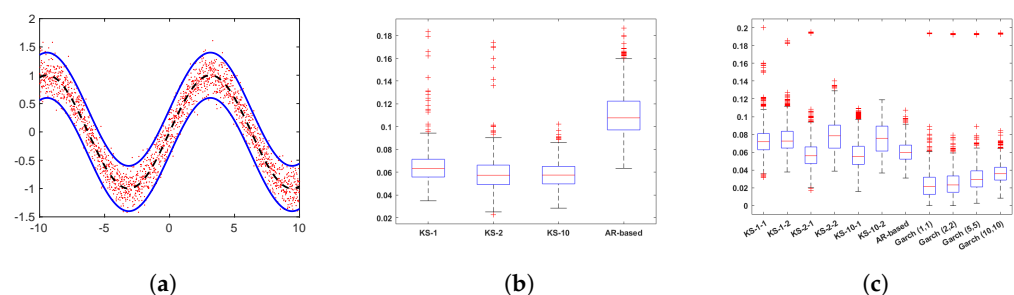 2
1.5
1
0.5
0
-0.5
-1
-1.5
-10
-5
0
5
10
(a)
0.18
0.16
0.14
0.12
0.1
0.08
0.06
0.04
0.02
KS-1
KS-2
KS-10
AR-based
(b)
0.2
0.18
0.16
0.14
0.12
0.1
0.08
0.06
0.04
0.02
0
KS-1-1
KS-1-2
KS-2-1
KS-2-2
KS-10-1
KS-10-2
AR-based
Garch (1,1)
Garch (2,2)
Garch (5,5)
Garch (10,10)
(c)